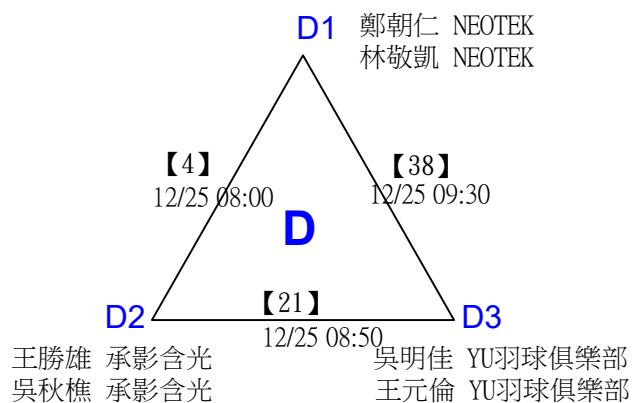 D1
鄭朝仁 NEOTEK
林敬凱 NEOTEK
【4】
12/25 08:00
【38】
12/25 09:30
D
【21】
12/25 08:50
D2
王勝雄 承影含光
吳秋樵 承影含光
D3
吳明佳 YU羽球俱樂部
王元倫 YU羽球俱樂部